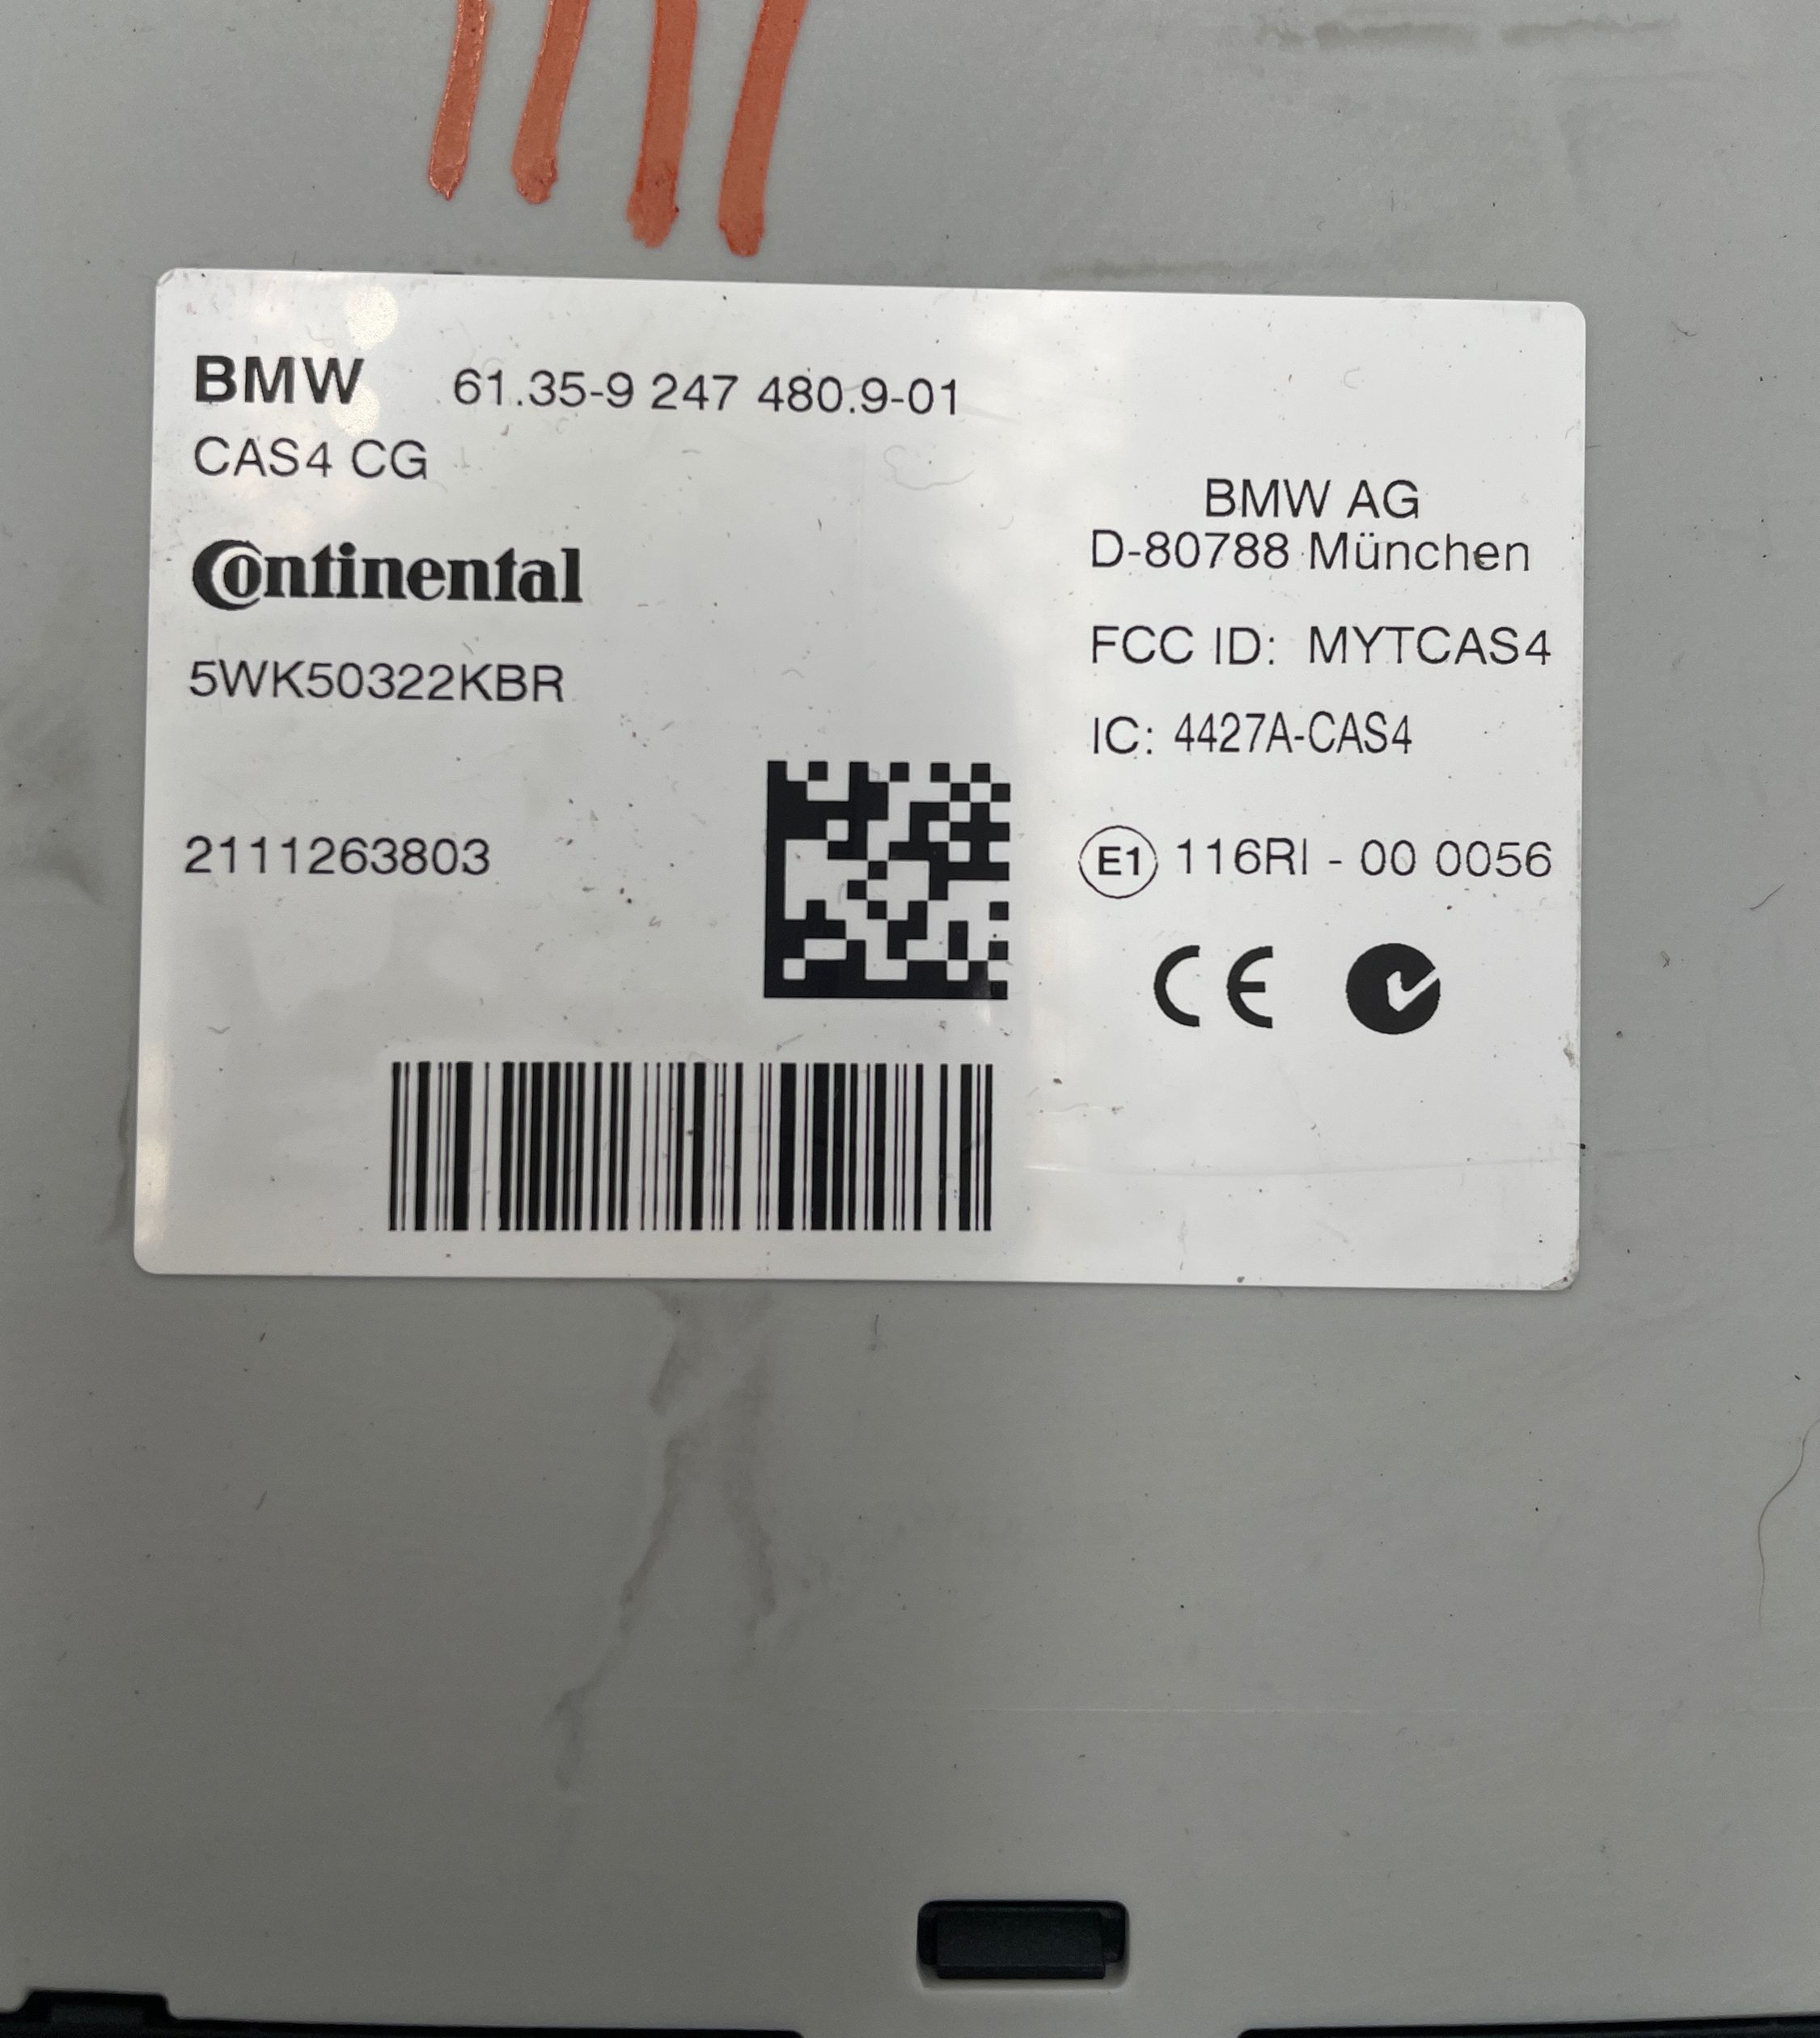 BMW 61.35-9 247 480.9-01
CAS4 CG
Continental
5WK50322KBR
2111263803
BMW AG
D-80788 München
FCC ID: MYTCAS4
IC: 4427A-CAS4
E1 116RI - 00 0056
CE